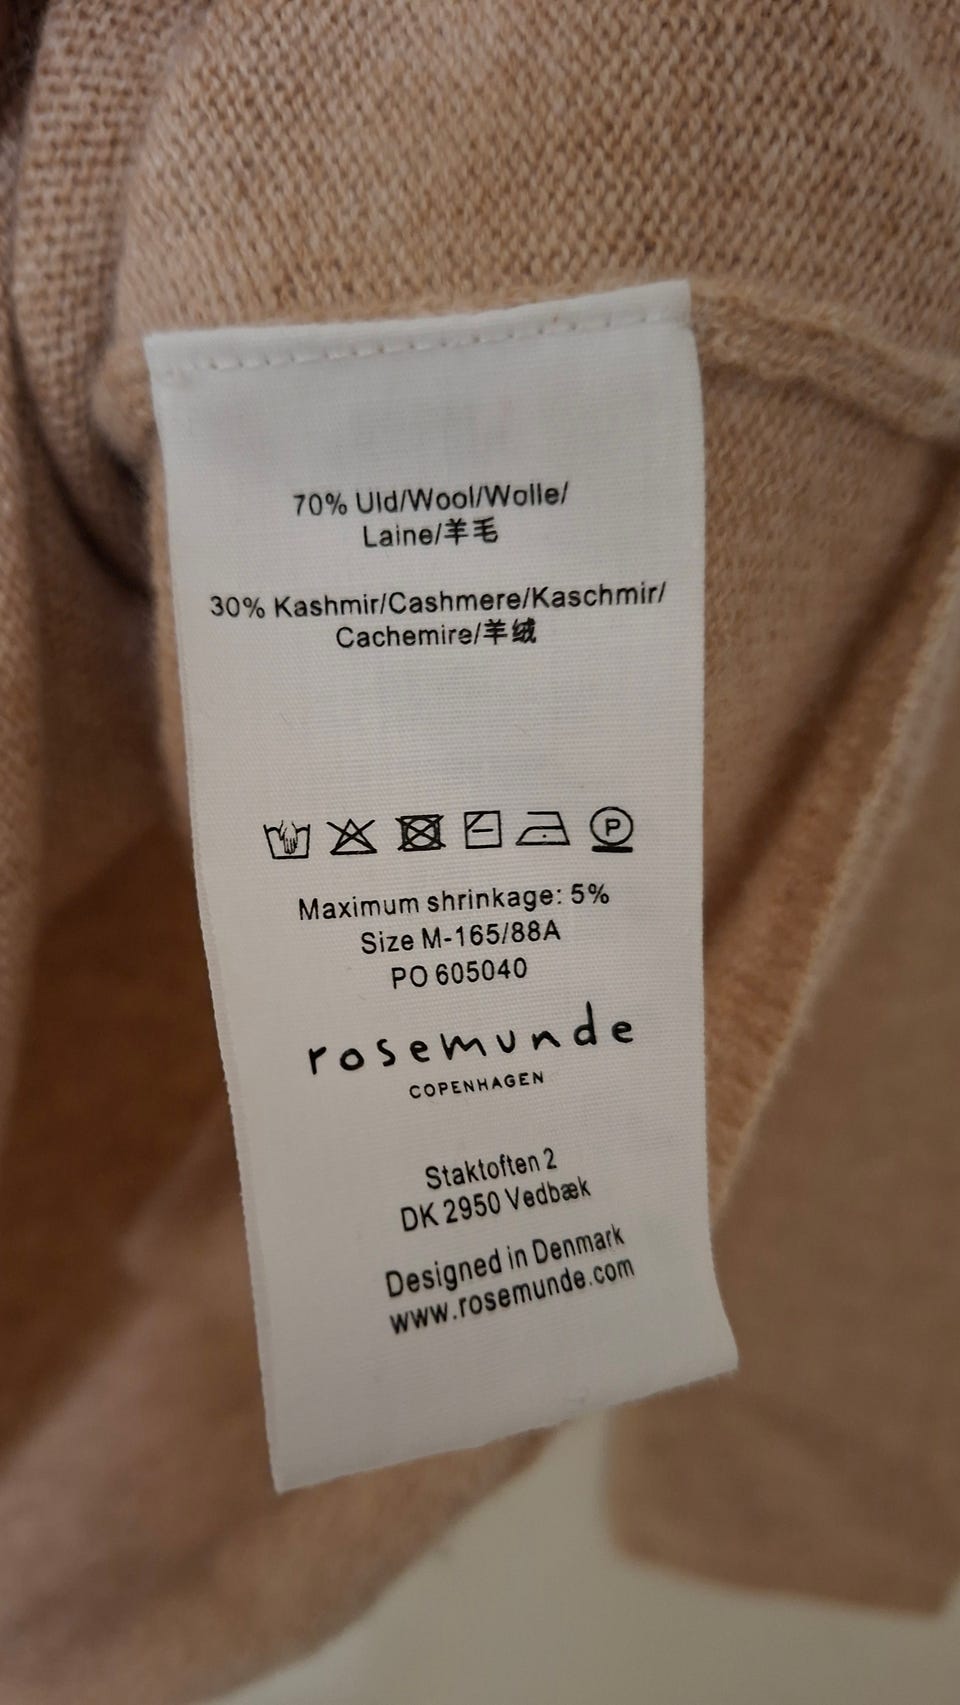 70% Uld/Wool/Wolle/
Laine/羊毛
30% Kashmir/Cashmere/Kaschmir/
Cachemire/羊绒
P
Maximum shrinkage: 5%
Size M-165/88A
PO 605040
rosemunde
COPENHAGEN
Staktoften 2
DK 2950 Vedbæk
Designed in Denmark
www.rosemunde.com